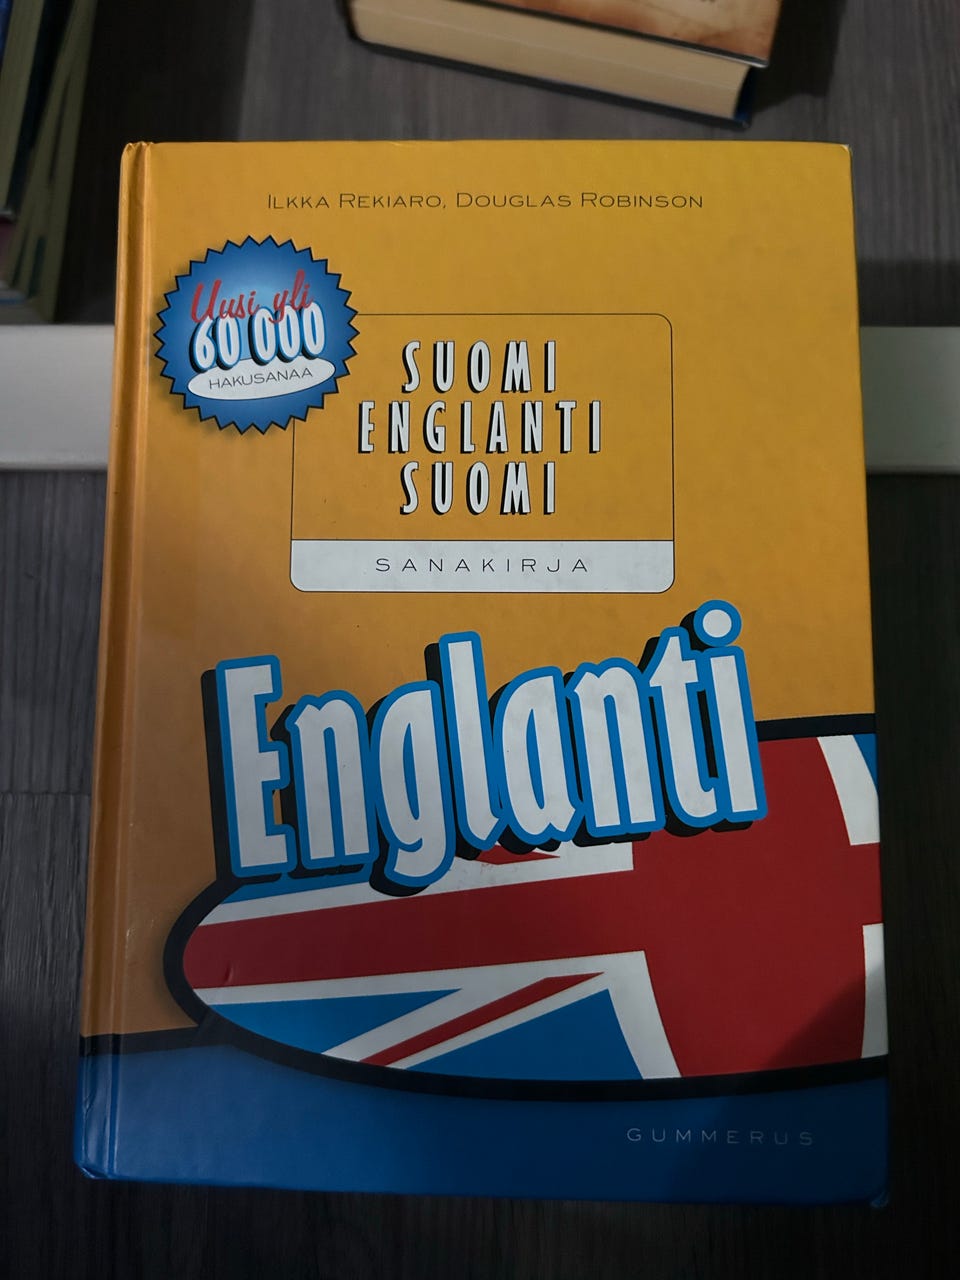 ILKKA REKIARO, DOUGLAS ROBINSON
Uusi yli
60 000
HAKUSANAA
SUOMI
ENGLANTI
SUOMI
SANAKIRJA
Englanti
GUMMERUS